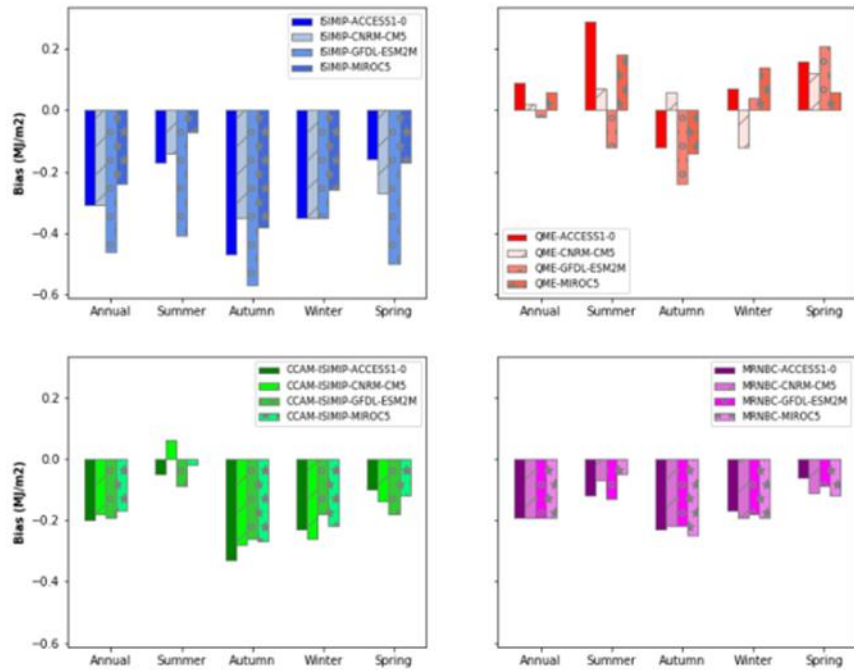 ISIMIP-ACCESS1-0
ISIMIP-CNRM-CM5
ISIMIP-GFDL-ESM2M
ISIMIP-MIROC5
0.2
0.0
−0.2
−0.4
−0.6
Bias (MJ/m2)
Annual Summer Autumn Winter Spring
QME-ACCESS1-0
QME-CNRM-CM5
QME-GFDL-ESM2M
QME-MIROC5
Annual Summer Autumn Winter Spring
CCAM-ISIMIP-ACCESS1-0
CCAM-ISIMIP-CNRM-CM5
CCAM-ISIMIP-GFDL-ESM2M
CCAM-ISIMIP-MIROC5
0.2
0.0
−0.2
−0.4
−0.6
Bias (MJ/m2)
Annual Summer Autumn Winter Spring
MRNBC-ACCESS1-0
MRNBC-CNRM-CM5
MRNBC-GFDL-ESM2M
MRNBC-MIROC5
Annual Summer Autumn Winter Spring